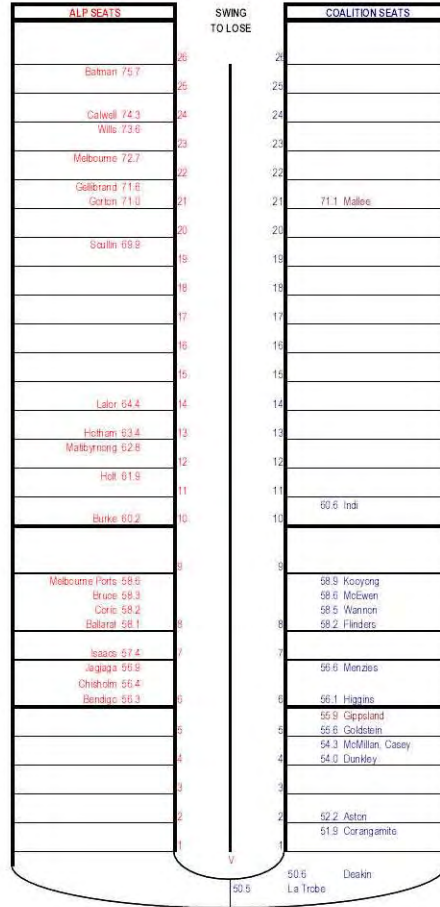 ALP SEATS SWING TO LOSE COALITION SEATS
26 26
Batman 75.7
25 25
Calwell 74.3 24 24
Wills 73.6
23 23
Melbourne 72.7
22 22
Gellibrand 71.6
Gorton 71.0 21 21 71.1 Mallee
20 20
Scullin 69.9
19 19
18 18
17 17
16 16
15 15
Lalor 64.4 14 14
Hotham 63.4 13 13
Maribyrnong 62.8
12 12
Holt 61.9
11 11
60.6 Indi
Burke 60.2 10 10
9 9
Melbourne Ports 58.6 58.9 Kooyong
Bruce 58.3 58.6 McEwen
Corio 58.2 58.5 Wannon
Ballarat 58.1 8 8 58.2 Flinders
Isaacs 57.4 7 7
Jagjaga 56.9 56.6 Menzies
Chisholm 56.4
Bendigo 56.3 6 6 56.1 Higgins
55.9 Gippsland
5 5 55.6 Goldstein
54.3 McMillan, Casey
4 4 54.0 Dunkley
3 3
2 2 52.2 Aston
51.9 Corangamite
1 1
V
50.6 Deakin
50.5 La Trobe